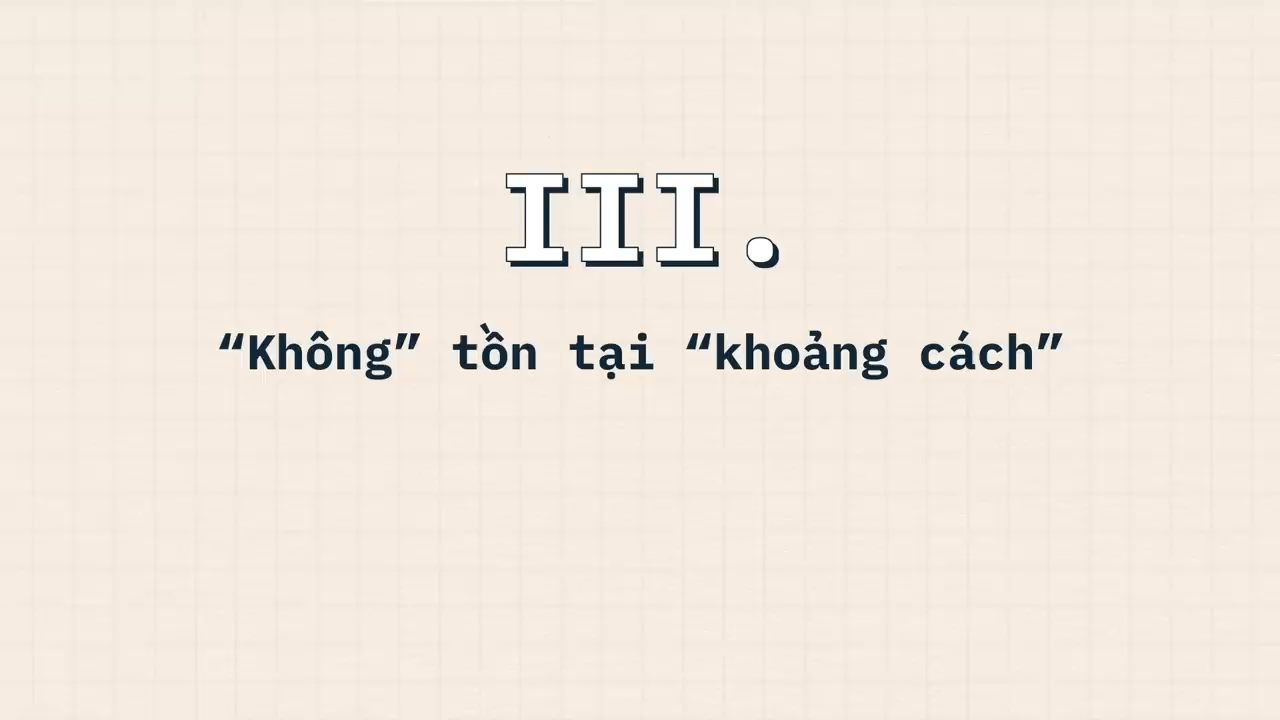 III.
“Không” tồn tại “khoảng cách”